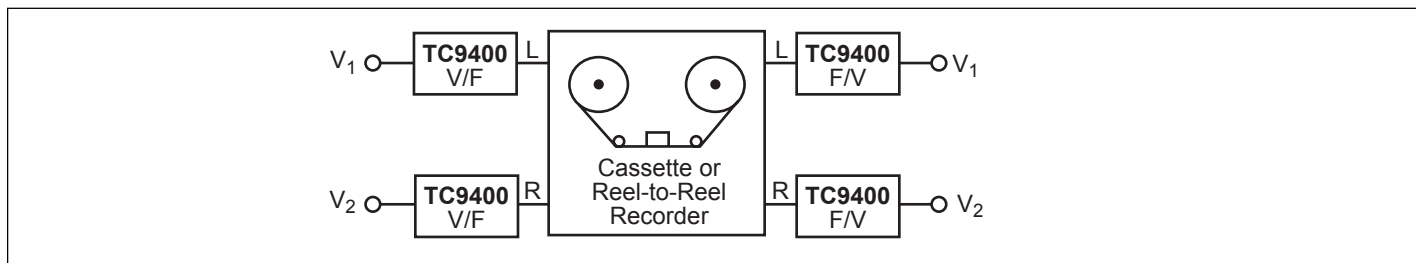 V1 TC9400 L L TC9400 V1
V/F F/V
Cassette or
Reel-to-Reel
Recorder
V2 TC9400 R R TC9400 V2
V/F F/V